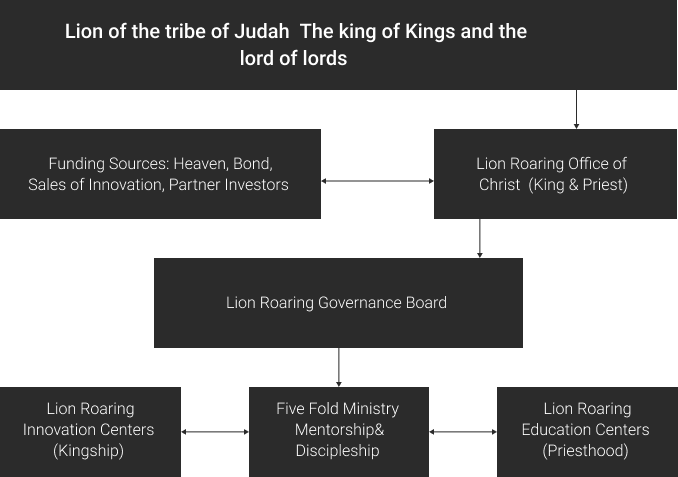 Lion of the tribe of Judah  The king of Kings and the
lord of lords
Funding Sources: Heaven, Bond,
Sales of Innovation, Partner Investors
Lion Roaring Office of
Christ  (King & Priest)
Lion Roaring Governance Board
Lion Roaring
Innovation Centers
(Kingship)
Five Fold Ministry
Mentorship&
Discipleship
Lion Roaring
Education Centers
(Priesthood)